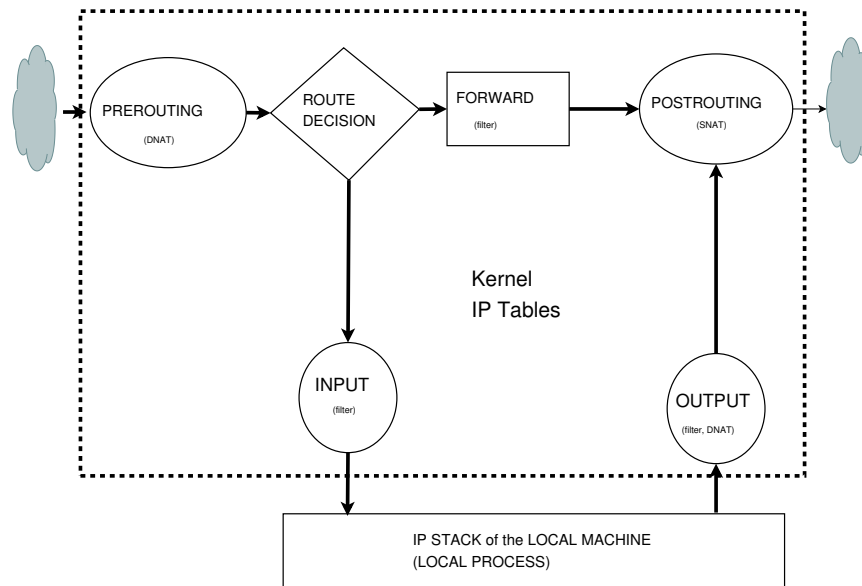 PREROUTING
(DNAT)
ROUTE
DECISION
FORWARD
(filter)
POSTROUTING
(SNAT)
Kernel
IP Tables
INPUT
(filter)
OUTPUT
(filter, DNAT)
IP STACK of the LOCAL MACHINE
(LOCAL PROCESS)